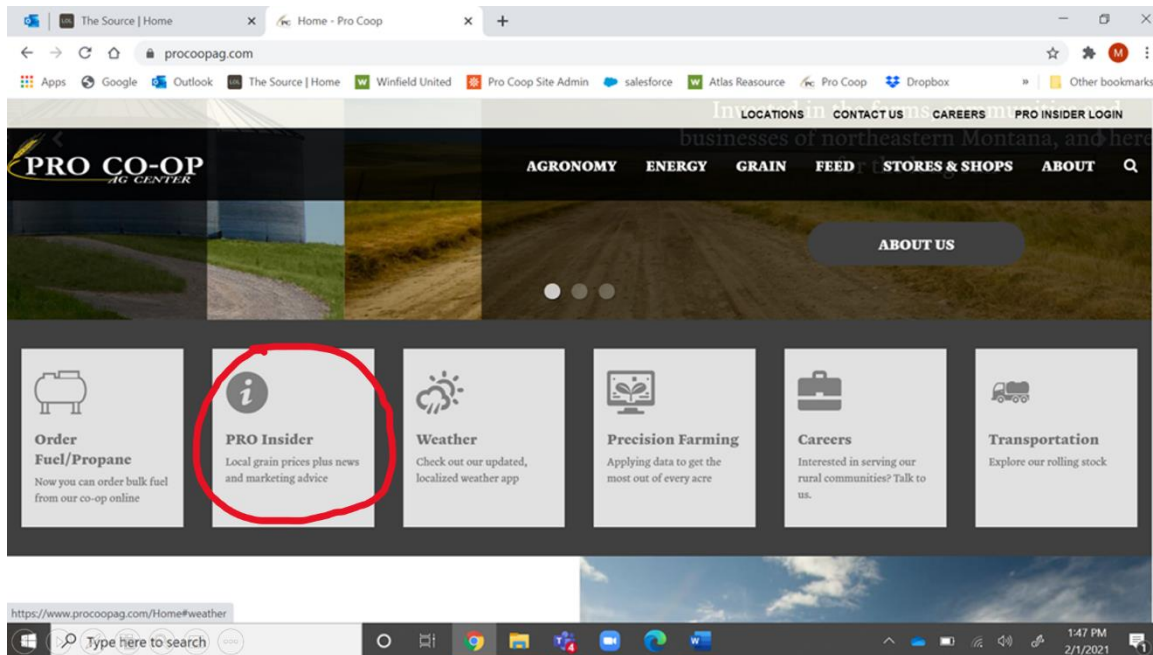 The Source | Home
Home - Pro Coop
procoopag.com
M
Apps
Google
Outlook
The Source | Home
Winfield United
Pro Coop Site Admin
salesforce
Atlas Reasource
Pro Coop
Dropbox
»
Other bookmarks
LOCATIONS
CONTACT US
CAREERS
PRO INSIDER LOGIN
businesses of northeastern Montana, and here
PRO CO-OP
AG CENTER
AGRONOMY
ENERGY
GRAIN
FEED
STORES & SHOPS
ABOUT
ABOUT US
Order
Fuel/Propane
Now you can order bulk fuel
from our co-op online
PRO Insider
Local grain prices plus news
and marketing advice
Weather
Check out our updated,
localized weather app
Precision Farming
Applying data to get the
most out of every acre
Careers
Interested in serving our
rural communities? Talk to
us.
Transportation
Explore our rolling stock
https://www.procoopag.com/Home#weather
Type here to search
1:47 PM
2/1/2021